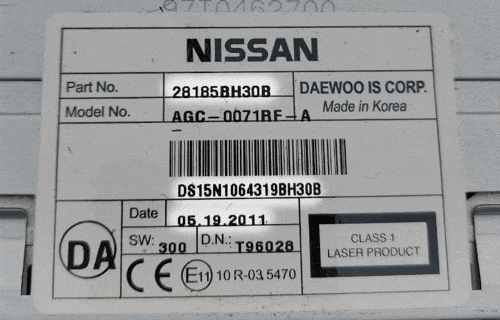 97T0462700
NISSAN
Part No. 28185BH30B
DAEWOO IS CORP.
Model No. AGC-0071RF-A
Made in Korea
DS15N1064319BH30B
DA
Date 05.19.2011
SW: 300 D.N.: T96028
CE E11 10 R-03.5470
CLASS 1
LASER PRODUCT